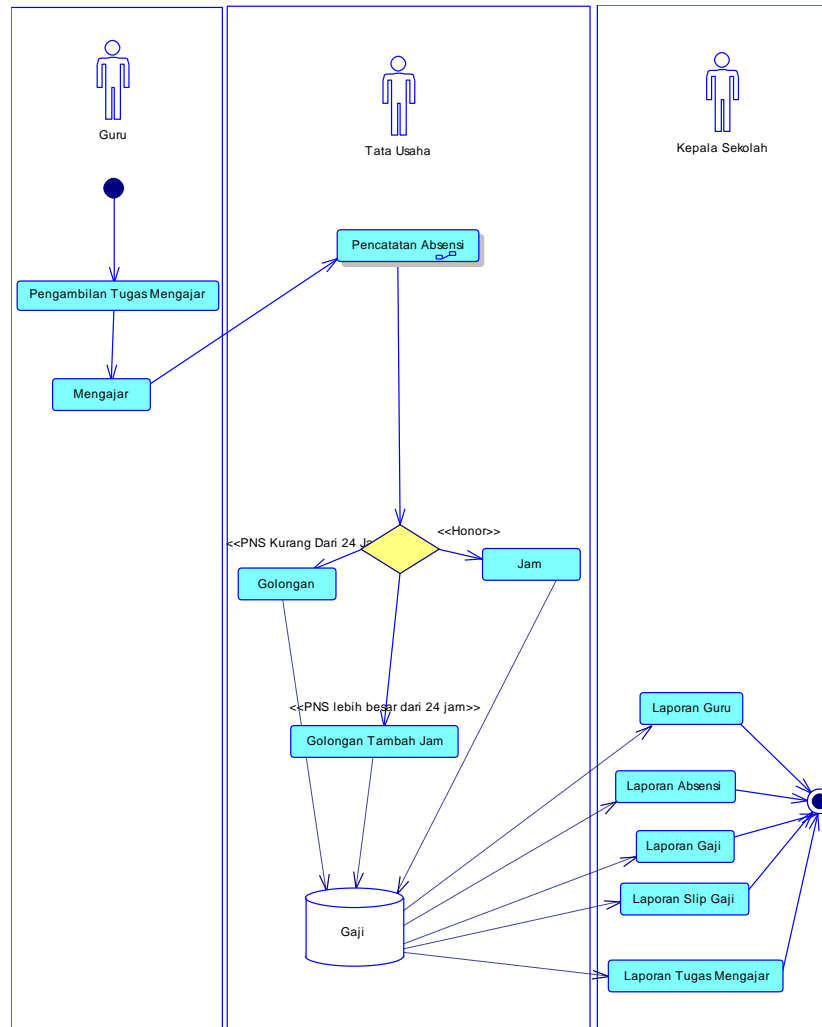 Guru
Tata Usaha
Kepala Sekolah
Pencatatan Absensi
Pengambilan Tugas Mengajar
Mengajar
<<Honor>>
<<PNS Kurang Dari 24
Jam
Golongan
<<PNS lebih besar dari 24 jam>>
Golongan Tambah Jam
Laporan Guru
Laporan Absensi
Laporan Gaji
Laporan Slip Gaji
Gaji
Laporan Tugas Mengajar